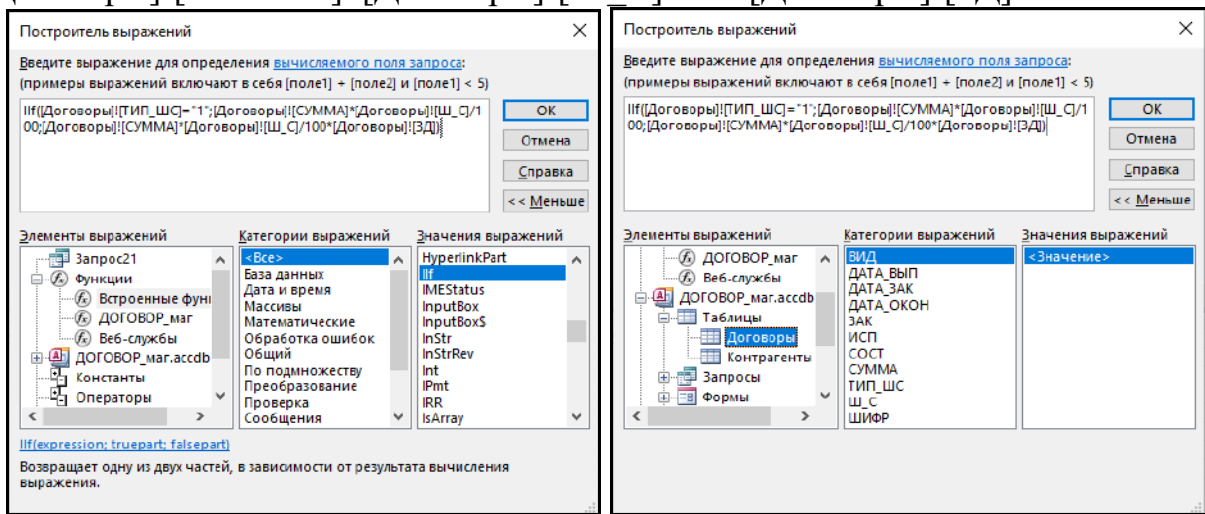 Построитель выражений
Введите выражение для определения вычисляемого поля запроса:
(примеры выражений включают в себя [поле1] + [поле2] и [поле1] < 5)
IIf([Договоры]![ТИП_ШС]="1";[Договоры]![СУММА]*[Договоры]![Ш_С]/1
00;[Договоры]![СУММА]*[Договоры]![Ш_С]/100*[Договоры]![ЗД])
ОК
Отмена
Справка
<< Меньше
Элементы выражений
Запрос21
Функции
Встроенные функ
ДОГОВОР_маг
Веб-службы
ДОГОВОР_маг.accdb
Константы
Операторы
Категории выражений
<Все>
База данных
Дата и время
Массивы
Математические
Обработка ошибок
Общий
По подмножеству
Преобразование
Проверка
Сообщения
Значения выражений
HyperlinkPart
IIf
IMEStatus
InputBox
InputBox$
InStr
InStrRev
Int
IPmt
IRR
IsArray
IIf(expression; truepart; falsepart)
Возвращает одну из двух частей, в зависимости от результата вычисления
выражения.
Построитель выражений
Введите выражение для определения вычисляемого поля запроса:
(примеры выражений включают в себя [поле1] + [поле2] и [поле1] < 5)
IIf([Договоры]![ТИП_ШС]="1";[Договоры]![СУММА]*[Договоры]![Ш_С]/1
00;[Договоры]![СУММА]*[Договоры]![Ш_С]/100*[Договоры]![ЗД])
ОК
Отмена
Справка
<< Меньше
Элементы выражений
ДОГОВОР_маг
Веб-службы
ДОГОВОР_маг.accdb
Таблицы
Договоры
Контрагенты
Запросы
Формы
Категории выражений
ВИД
ДАТА_ВЫП
ДАТА_ЗАК
ДАТА_ОКОН
ЗАК
ИСП
СОСТ
СУММА
ТИП_ШС
Ш_С
ШИФР
Значения выражений
<Значение>